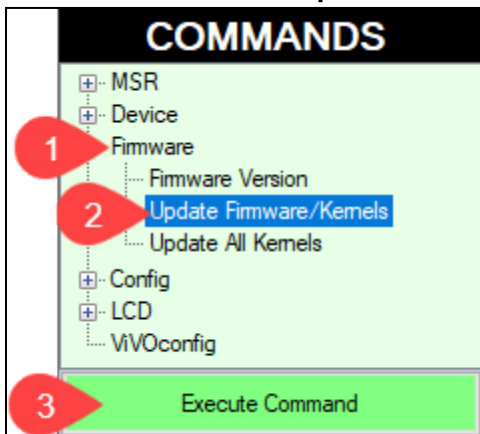 COMMANDS
MSR
Device
1 Firmware
Firmware Version
2 Update Firmware/Kernels
Update All Kernels
Config
LCD
ViVOconfig
3 Execute Command